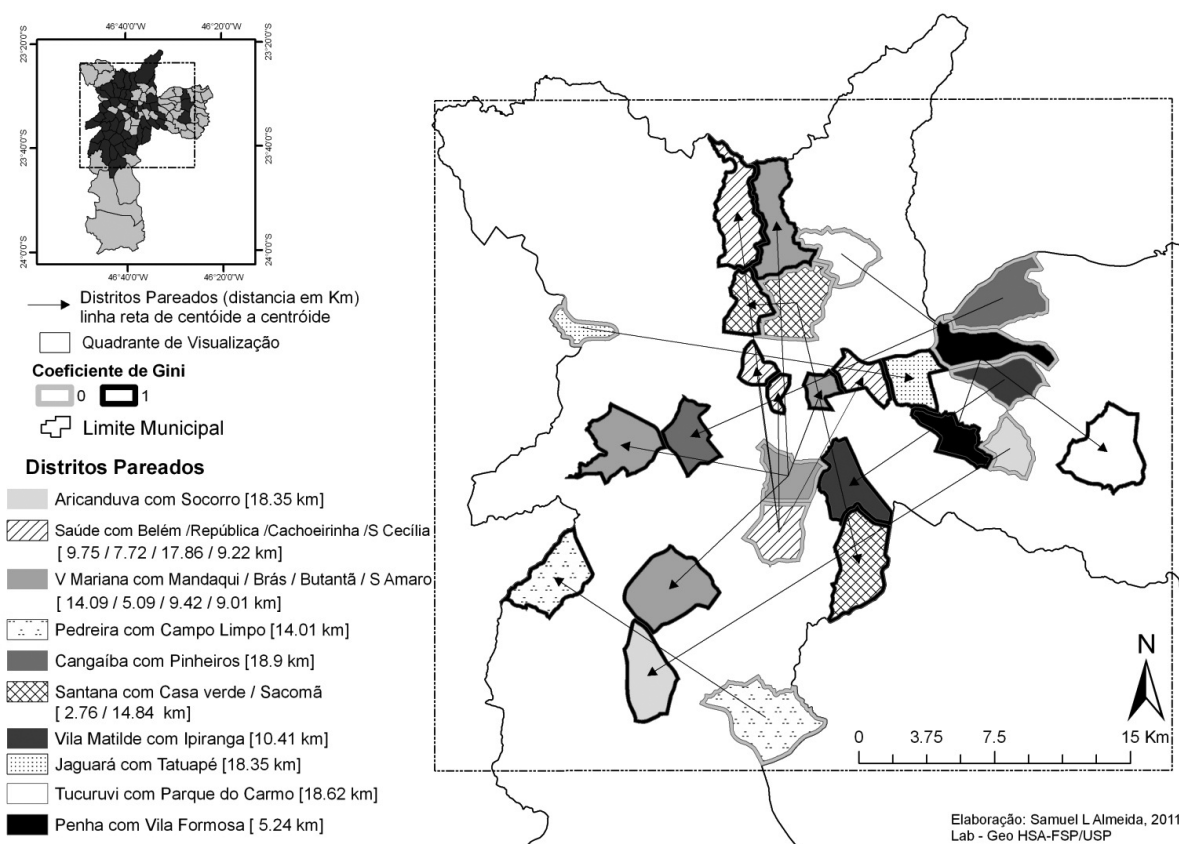 46°40'0"W
46°20'0"W
23°20'0"S
23°20'0"S
23°40'0"S
23°40'0"S
24°0'0"S
24°0'0"S
46°40'0"W
46°20'0"W
Distritos Pareados (distancia em Km)
linha reta de centóide a centróide
Quadrante de Visualização
Coeficiente de Gini
0 1
Limite Municipal
Distritos Pareados
Aricanduva com Socorro [18.35 km]
Saúde com Belém /República /Cachoeirinha /S Cecília
[ 9.75 / 7.72 / 17.86 / 9.22 km]
V Mariana com Mandaqui / Brás / Butantã / S Amaro
[14.09 / 5.09 / 9.42 / 9.01 km]
Pedreira com Campo Limpo [14.01 km]
Cangaíba com Pinheiros [18.9 km]
Santana com Casa verde / Sacomã
[ 2.76 / 14.84 km]
Vila Matilde com Ipiranga [10.41 km]
Jaguará com Tatuapé [18.35 km]
Tucuruvi com Parque do Carmo [18.62 km]
Penha com Vila Formosa [ 5.24 km]
N
0 3.75 7.5 15 Km
Elaboração: Samuel L Almeida, 2011
Lab - Geo HSA-FSP/USP